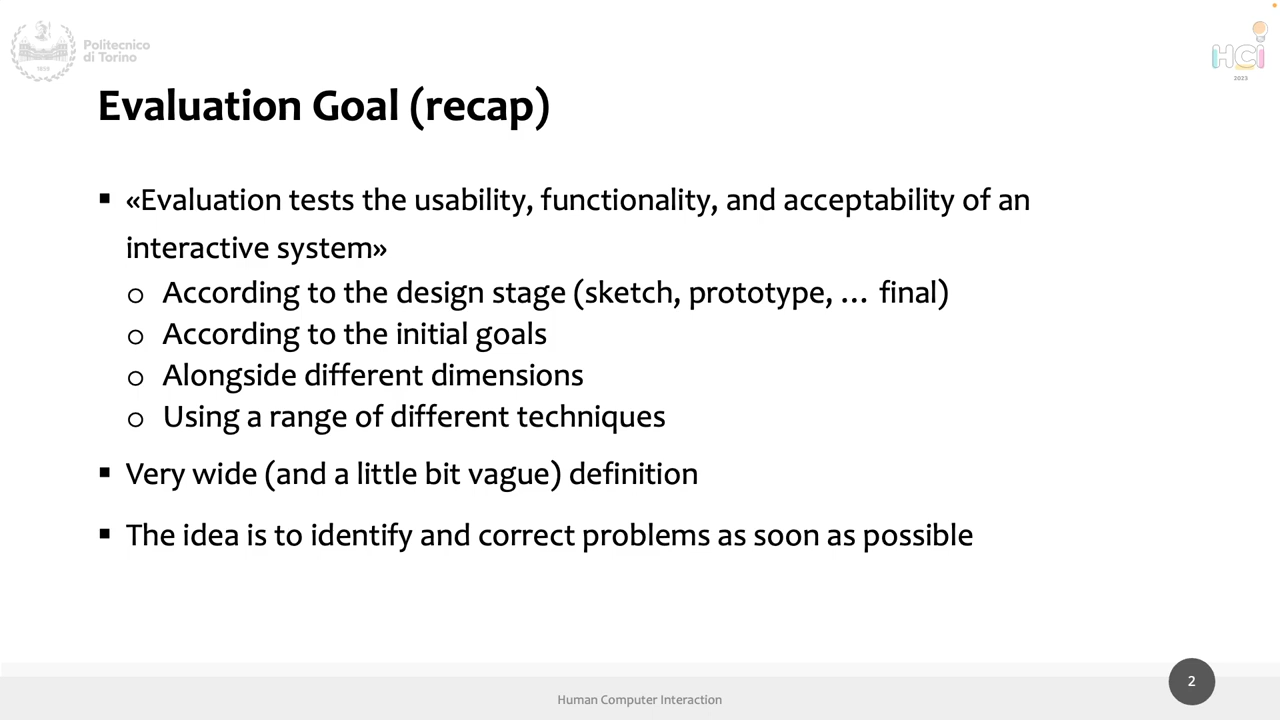 Politecnico
di Torino
1859
HCI
2023
Evaluation Goal (recap)
▪ «Evaluation tests the usability, functionality, and acceptability of an
interactive system»
o According to the design stage (sketch, prototype, … final)
o According to the initial goals
o Alongside different dimensions
o Using a range of different techniques
▪ Very wide (and a little bit vague) definition
▪ The idea is to identify and correct problems as soon as possible
Human Computer Interaction
2